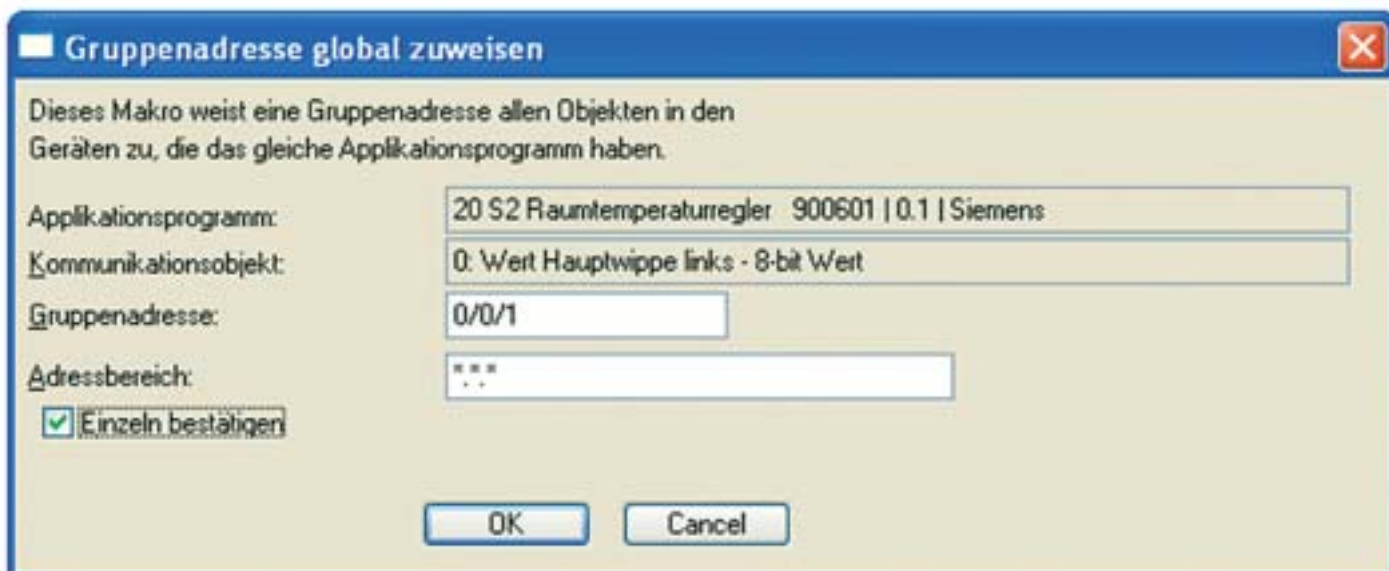 Gruppenadresse global zuweisen
Dieses Makro weist eine Gruppenadresse allen Objekten in den
Geräten zu, die das gleiche Applikationsprogramm haben.
Applikationsprogramm: 20 S2 Raumtemperaturregler 900601 | 0.1 | Siemens
Kommunikationsobjekt: 0: Wert Hauptwippe links - 8-bit Wert
Gruppenadresse: 0/0/1
Adressbereich: *.*.*
Einzeln bestätigen
OK Cancel